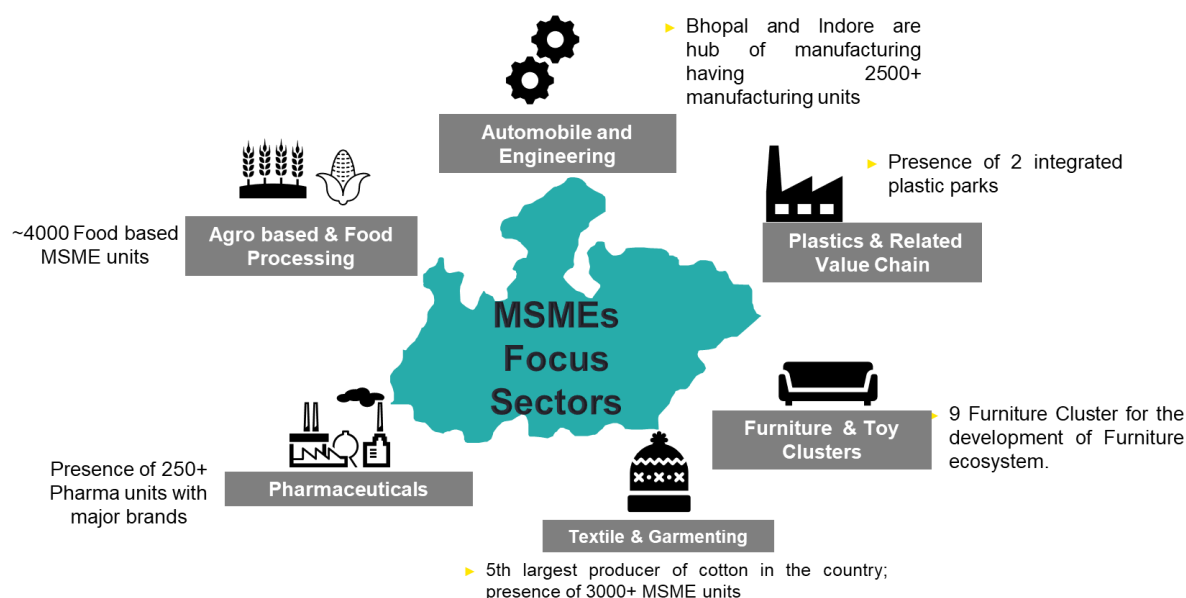 Bhopal and Indore are
hub of manufacturing
having 2500+
manufacturing units
Automobile and
Engineering
Presence of 2 integrated
plastic parks
Plastics & Related
Value Chain
~4000 Food based
MSME units
Agro based & Food
Processing
MSMEs
Focus
Sectors
9 Furniture Cluster for the
development of Furniture
ecosystem.
Furniture & Toy
Clusters
Presence of 250+
Pharma units with
major brands
Pharmaceuticals
Textile & Garmenting
5th largest producer of cotton in the country;
presence of 3000+ MSME units